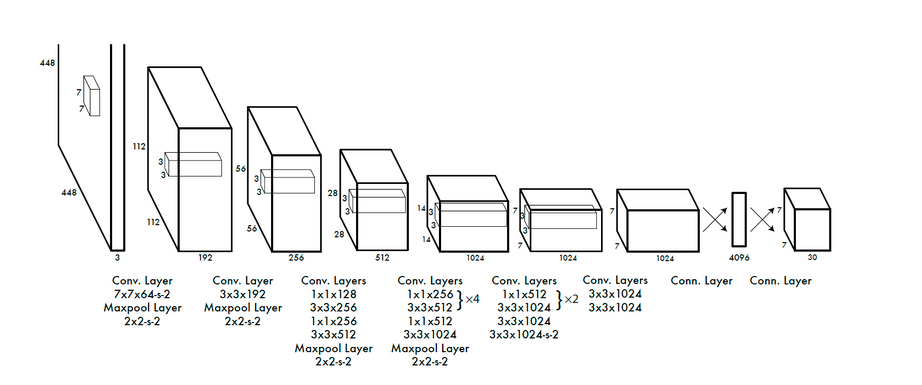 448
448
7
7
3
112
112
3
3
192
56
56
3
3
256
28
28
3
3
512
14
14
3
3
1024
7
7
3
3
1024
7
7
1024
4096
7
7
30
Conv. Layer
7x7x64-s-2
Maxpool Layer
2x2-s-2
Conv. Layer
3x3x192
Maxpool Layer
2x2-s-2
Conv. Layers
1x1x128
3x3x256
1x1x256
3x3x512
Maxpool Layer
2x2-s-2
Conv. Layers
1x1x256
3x3x512
}×4
1x1x512
3x3x1024
Maxpool Layer
2x2-s-2
Conv. Layers
1x1x512
3x3x1024
}×2
3x3x1024
3x3x1024-s-2
Conv. Layers
3x3x1024
3x3x1024
Conn. Layer
Conn. Layer